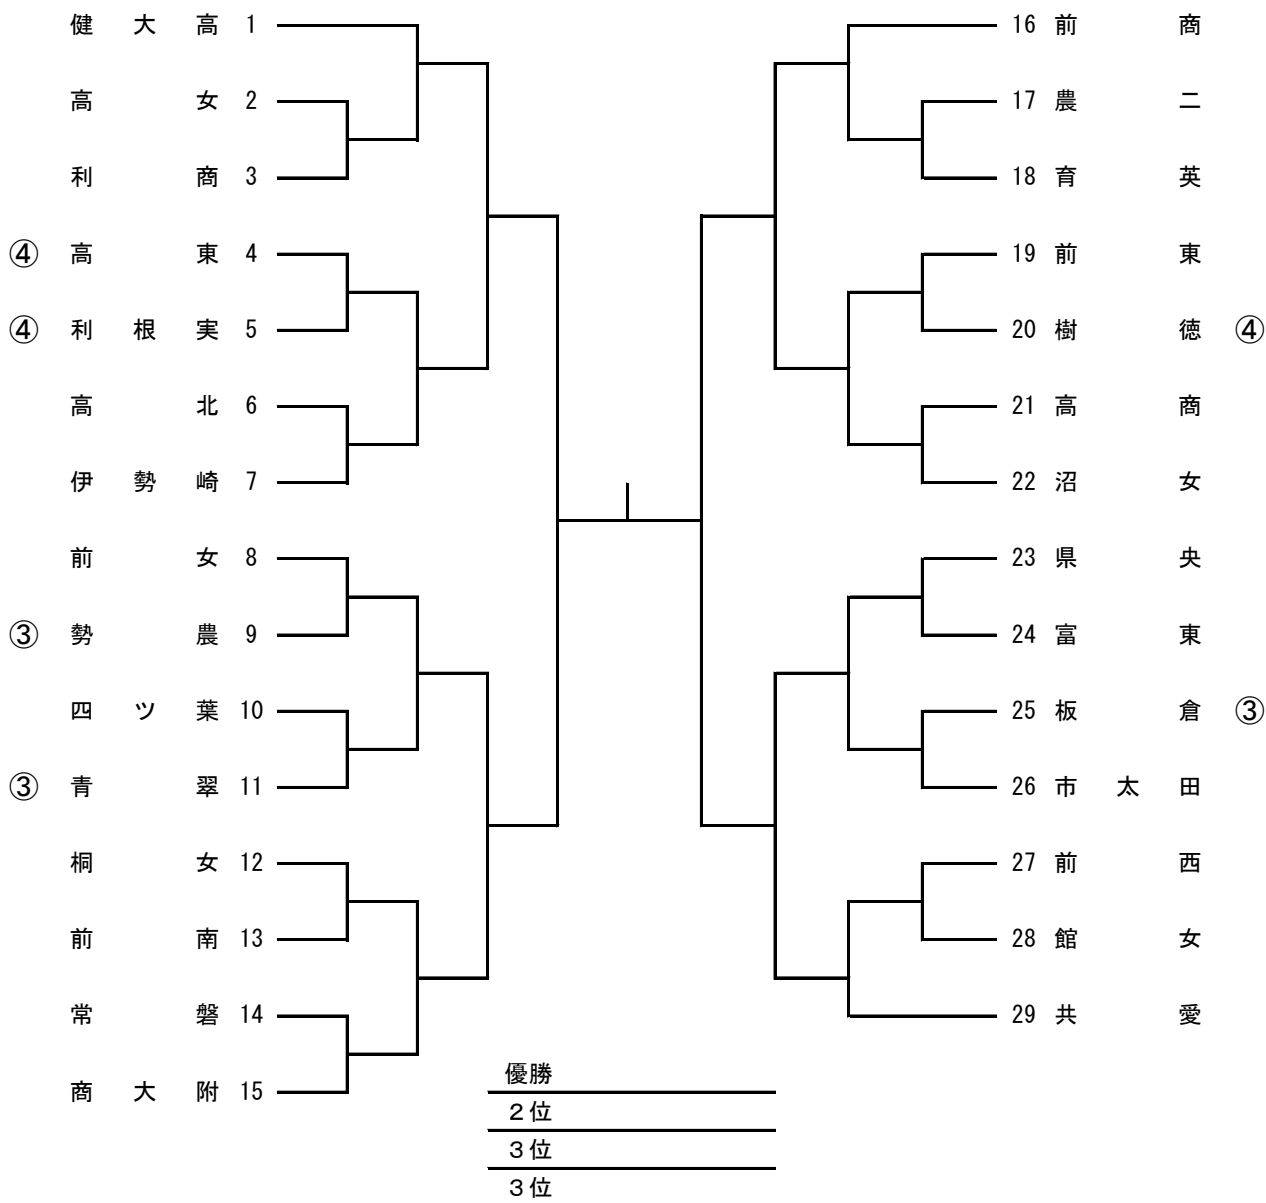 健大高 1
高女 2
利商 3
④ 高東 4
④ 利根実 5
高北 6
伊勢崎 7
前女 8
③ 勢農 9
四ツ葉 10
③ 青翠 11
桐女 12
前南 13
常磐 14
商大附 15
16 前商
17 農二
18 育英
19 前東
20 樹徳 ④
21 高商
22 沼女
23 県央
24 富東
25 板倉 ③
26 市太田
27 前西
28 館女
29 共愛
優勝
２位
３位
３位